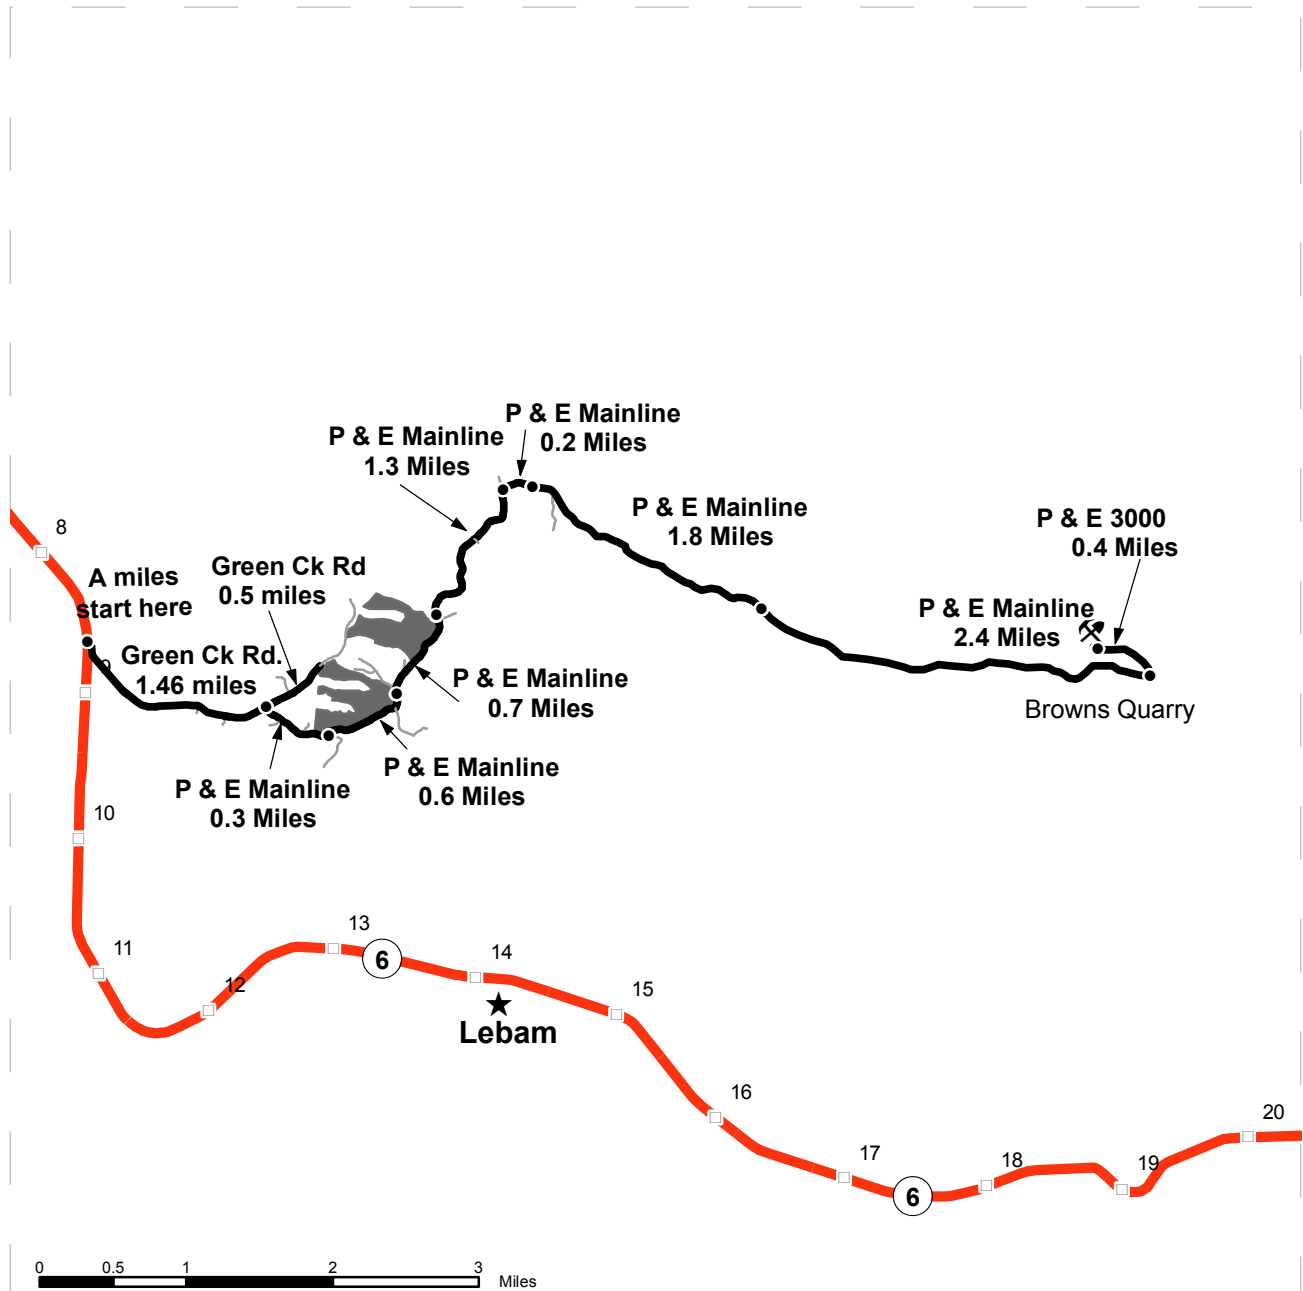 P & E Mainline
0.2 Miles
P & E Mainline
1.3 Miles
P & E Mainline
1.8 Miles
P & E 3000
0.4 Miles
8
A miles
start here
Green Ck Rd
0.5 miles
P & E Mainline
2.4 Miles
Green Ck Rd.
1.46 miles
9
P & E Mainline
0.7 Miles
Browns Quarry
P & E Mainline
0.6 Miles
P & E Mainline
0.3 Miles
10
11
12
13
6
14
15
Lebam
16
17
6
18
19
20
0 0.5 1 2 3
Miles